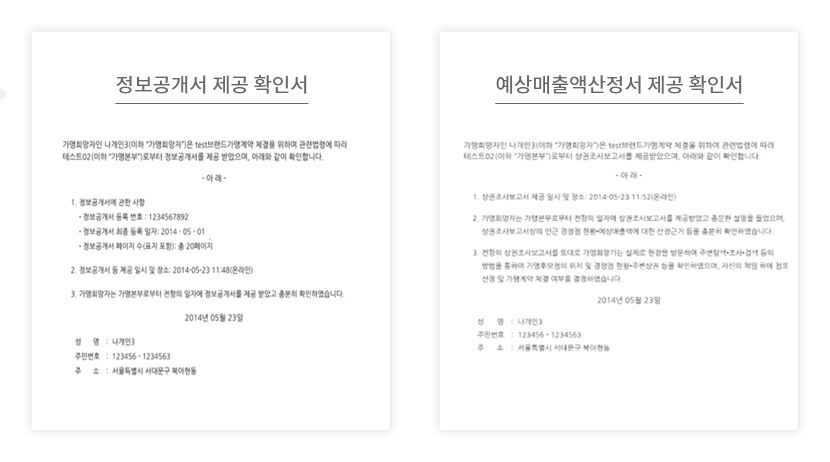 정보공개서 제공 확인서
가맹희망자인 나개인3(이하 "가맹희망자")은 test브랜드가맹계약 체결을 위하여 관련법령에 따라
테스트02(이하 "가맹본부")로부터 정보공개서를 제공 받았으며, 아래와 같이 확인합니다.
- 아 래 -
1. 정보공개서에 관한 사항
• 정보공개서 등록 번호 : 1234567892
• 정보공개서 최종 등록 일자: 2014 - 05 - 01
• 정보공개서 페이지 수(표지 포함): 총 20페이지
2. 정보공개서 등 제공 일시 및 장소: 2014-05-23 11:48(온라인)
3. 가맹희망자는 가맹본부로부터 전항의 일자에 정보공개서를 제공 받았고 충분히 확인하였습니다.
2014년 05월 23일
성 명 : 나개인3
주민번호 : 123456 - 1234563
주 소 : 서울특별시 서대문구 북아현동
예상매출액산정서 제공 확인서
가맹희망자인 나개인3(이하 "가맹희망자")은 test브랜드가맹계약 체결을 위하여 관련법령에 따라
테스트02(이하 "가맹본부")로부터 상권조사보고서를 제공받았으며, 아래와 같이 확인합니다.
- 아 래 -
1. 상권조사보고서 제공 일시 및 장소: 2014-05-23 11:52(온라인)
2. 가맹희망자는 가맹본부로부터 전항의 일자에 상권조사보고서를 제공받았고 충분한 설명을 들었으며,
상권조사보고서상의 인근 경쟁점 현황•예상매출액에 대한 산정근거 등을 충분히 확인하였습니다.
3. 전항의 상권조사보고서를 토대로 가맹희망자는 실제로 현장을 방문하여 주변탐색•조사•검색 등의
방법을 통하여 가맹후보점의 위치 및 경쟁점 현황•주변상권 등을 확인하였으며, 자신의 책임 하에 점포
선정 및 가맹계약 체결 여부를 결정하였습니다.
2014년 05월 23일
성 명 : 나개인3
주민번호 : 123456 - 1234563
주 소 : 서울특별시 서대문구 북아현동